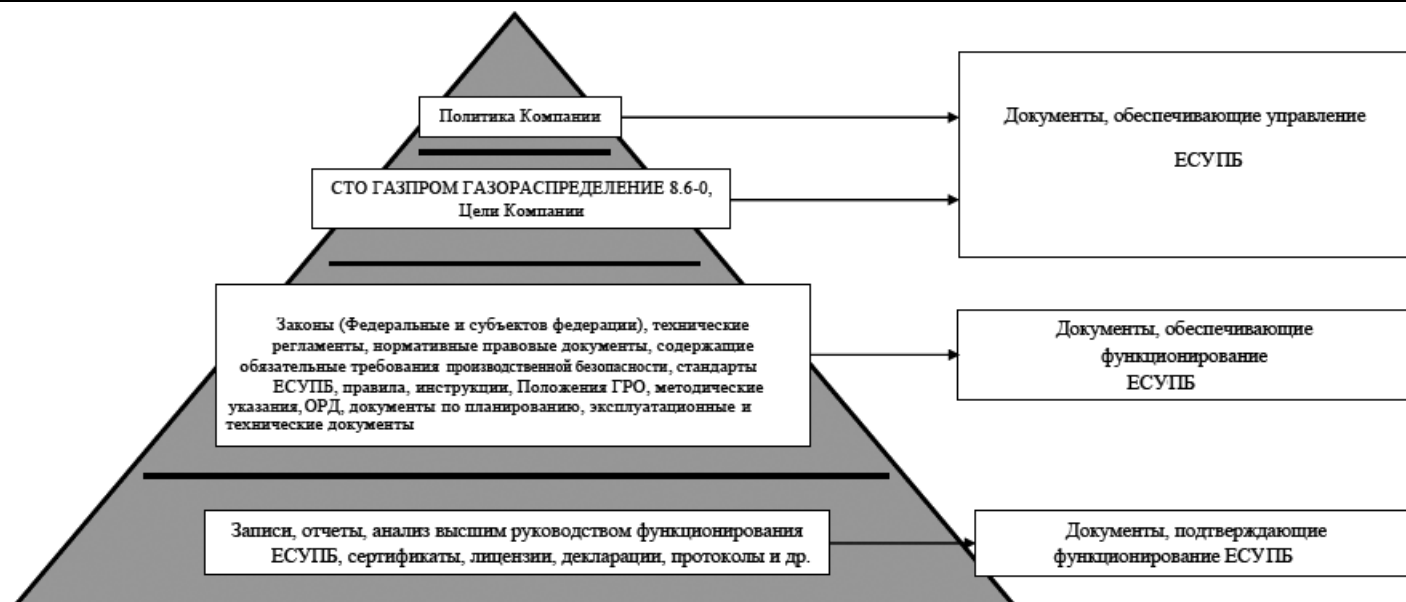 Политика Компании
Документы, обеспечивающие управление
ЕСУПБ
СТО ГАЗПРОМ ГАЗОРАСПРЕДЕЛЕНИЕ 8.6-0,
Цели Компании
Законы (Федеральные и субъектов федерации), технические
регламенты, нормативные правовые документы, содержащие
обязательные требования производственной безопасности, стандарты
ЕСУПБ, правила, инструкции, Положения ГРО, методические
указания, ОРД, документы по планированию, эксплуатационные и
технические документы
Документы, обеспечивающие
функционирование
ЕСУПБ
Записи, отчеты, анализ высшим руководством функционирования
ЕСУПБ, сертификаты, лицензии, декларации, протоколы и др.
Документы, подтверждающие
функционирование ЕСУПБ